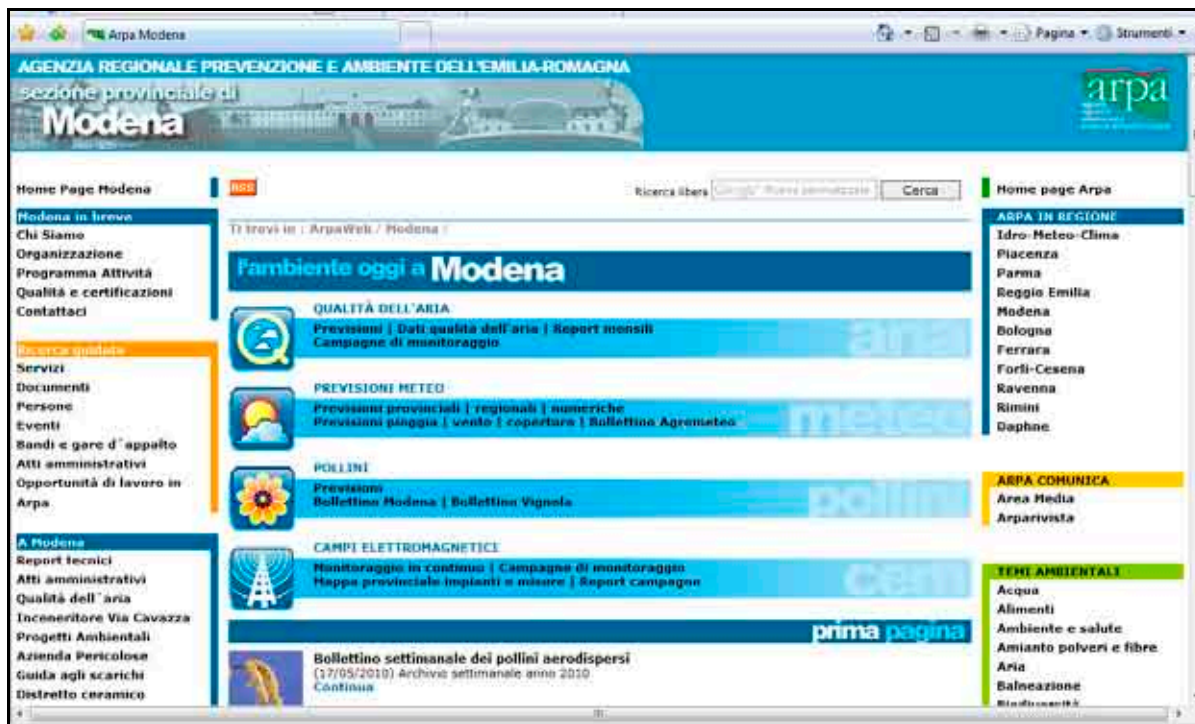 Arpa Modena
Pagina
Strumenti
AGENZIA REGIONALE PREVENZIONE E AMBIENTE DELL'EMILIA-ROMAGNA
sezione provinciale di
Modena
arpa
Home Page Modena
Modena in breve
Chi Siamo
Organizzazione
Programma Attività
Qualità e certificazioni
Contattaci
Ricerca guidata
Servizi
Documenti
Persone
Eventi
Bandi e gare d´appalto
Atti amministrativi
Opportunità di lavoro in
Arpa
A Modena
Report tecnici
Atti amministrativi
Qualità dell´aria
Inceneritore Via Cavazza
Progetti Ambientali
Azienda Pericolose
Guida agli scarichi
Distretto ceramico
RSS
Ricerca libera
Cerca
Ti trovi in : ArpaWeb / Modena /
l'ambiente oggi a Modena
QUALITÀ DELL'ARIA
Previsioni | Dati qualità dell'aria | Report mensili
Campagne di monitoraggio
aria
PREVISIONI METEO
Previsioni provinciali | regionali | numeriche
Previsioni pioggia | vento | coperture | Bollettino Agrometeo
meteo
POLLINI
Previsioni
Bollettino Modena | Bollettino Vignola
pollini
CAMPI ELETTROMAGNETICI
Monitoraggio in continuo | Campagne di monitoraggio
Mappa provinciale impianti e misure | Report campagne
cem
prima pagina
Bollettino settimanale dei pollini aerodispersi
(17/05/2010) Archivio settimanale anno 2010
Continua
Home page Arpa
ARPA IN REGIONE
Idro-Meteo-Clima
Piacenza
Parma
Reggio Emilia
Modena
Bologna
Ferrara
Forlì-Cesena
Ravenna
Rimini
Daphne
ARPA COMUNICA
Area Media
Arparivista
TEMI AMBIENTALI
Acqua
Alimenti
Ambiente e salute
Amianto polveri e fibre
Aria
Balneazione
Biodiversità